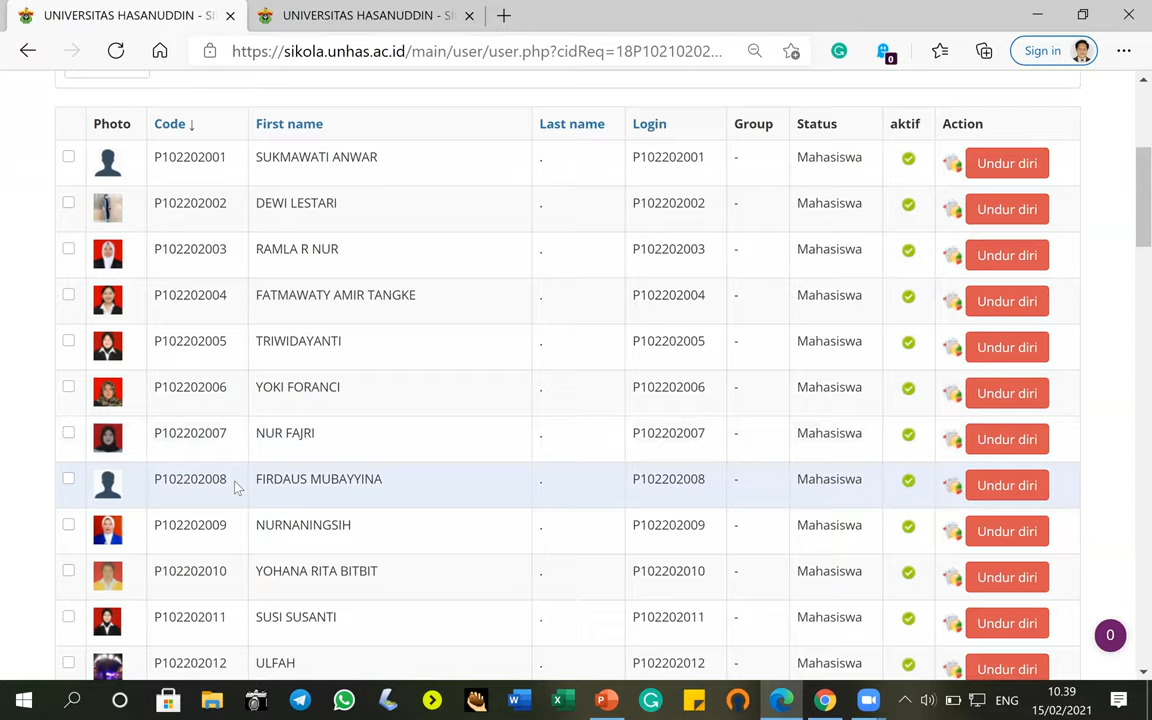 UNIVERSITAS HASANUDDIN - SI
UNIVERSITAS HASANUDDIN - SI
https://sikola.unhas.ac.id/main/user/user.php?cidReq=18P10210202...
0
Sign in
Photo Code ↓ First name Last name Login Group Status aktif Action
P102202001 SUKMAWATI ANWAR . P102202001 - Mahasiswa Undur diri
P102202002 DEWI LESTARI . P102202002 - Mahasiswa Undur diri
P102202003 RAMLA R NUR . P102202003 - Mahasiswa Undur diri
P102202004 FATMAWATY AMIR TANGKE . P102202004 - Mahasiswa Undur diri
P102202005 TRIWIDAYANTI . P102202005 - Mahasiswa Undur diri
P102202006 YOKI FORANCI . P102202006 - Mahasiswa Undur diri
P102202007 NUR FAJRI . P102202007 - Mahasiswa Undur diri
P102202008 FIRDAUS MUBAYYINA . P102202008 - Mahasiswa Undur diri
P102202009 NURNANINGSIH . P102202009 - Mahasiswa Undur diri
P102202010 YOHANA RITA BITBIT . P102202010 - Mahasiswa Undur diri
P102202011 SUSI SUSANTI . P102202011 - Mahasiswa Undur diri
0
P102202012 ULFAH . P102202012 - Mahasiswa Undur diri
ENG
10.39
15/02/2021